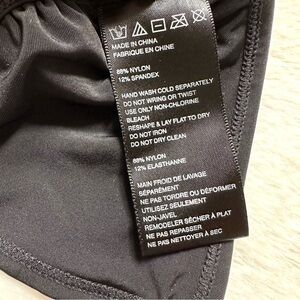 MADE IN CHINA
FABRIQUE EN CHINE
88% NYLON
12% SPANDEX
HAND WASH COLD SEPARATELY
DO NOT WRING OR TWIST
USE ONLY NON-CHLORINE
BLEACH
RESHAPE & LAY FLAT TO DRY
DO NOT IRON
DO NOT DRY CLEAN
88% NYLON
12% ELASTHANNE
MAIN FROID DE LAVAGE
SÉPARÉMENT
NE PAS TORDRE OU DÉFORMER
UTILISEZ SEULEMENT
NON-JAVEL
REMODELER SÉCHER À PLAT
NE PAS REPASSER
NE PAS NETTOYER À SEC